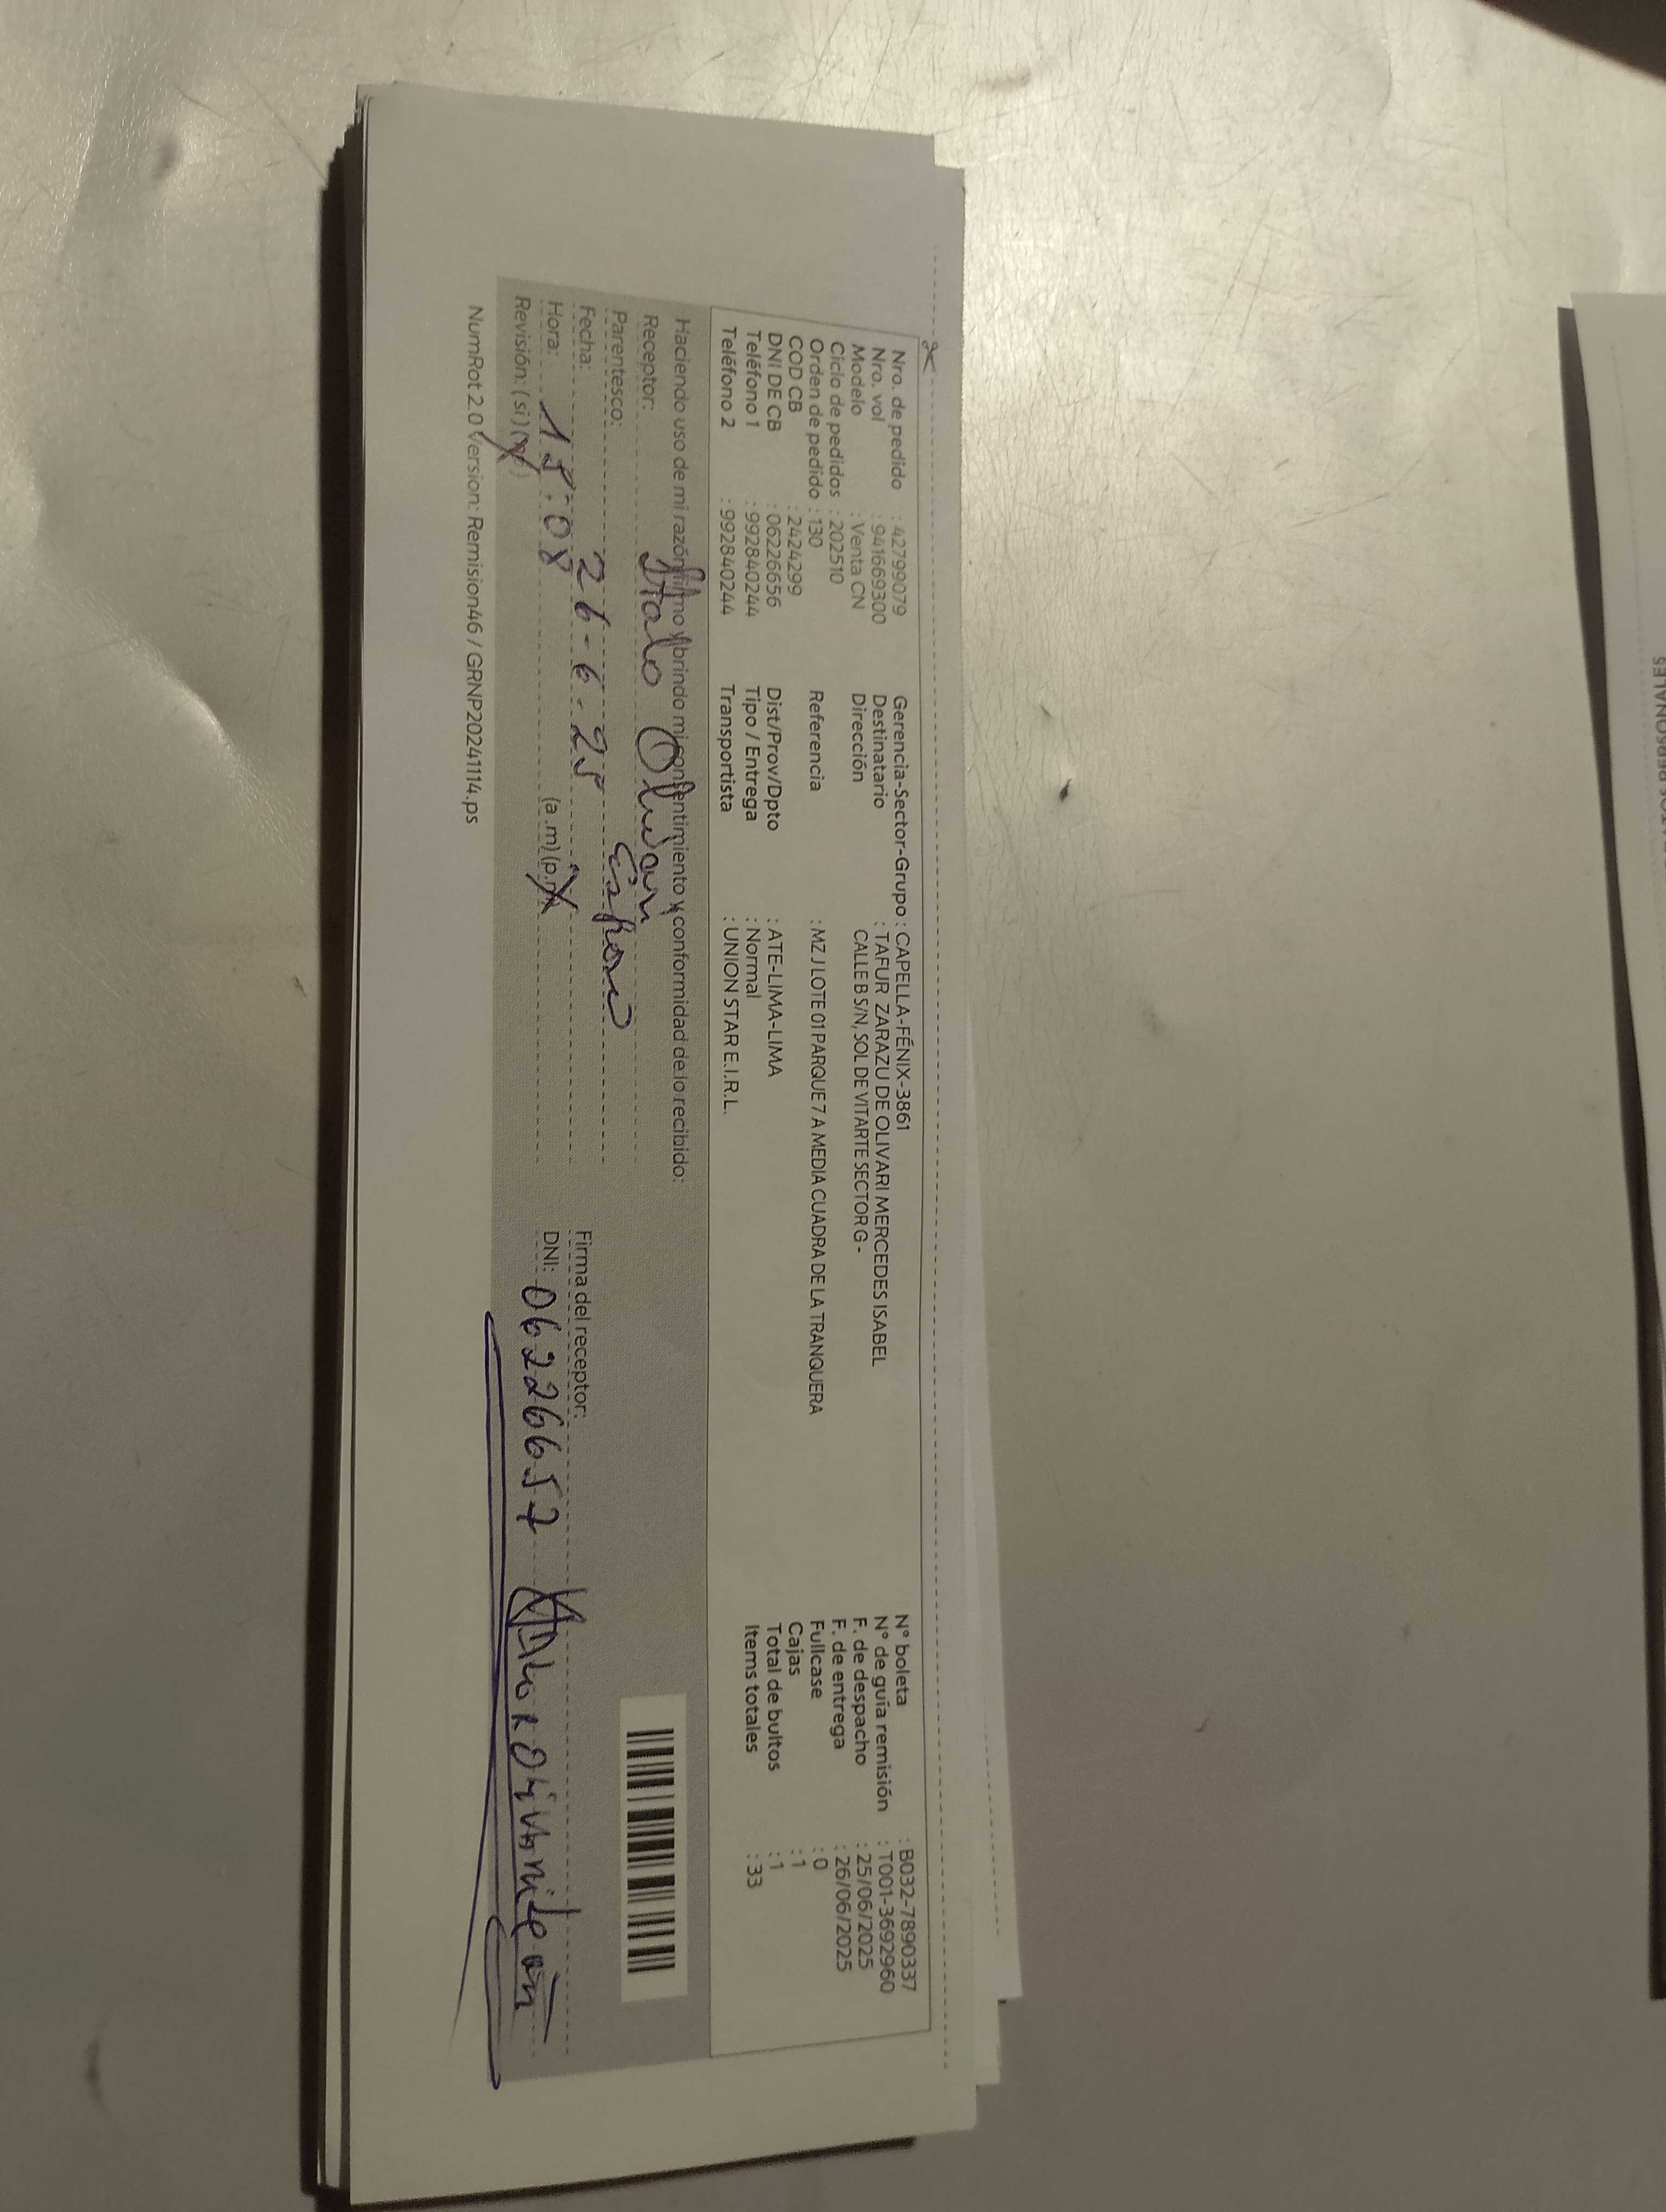 Nro. de pedido : 42799079 Gerencia-Sector-Grupo : CAPELLA-FÉNIX-3861 N° boleta : B032-7890337
Nro. vol : 941669300 Destinatario : TAFUR ZARAZU DE OLIVARI MERCEDES ISABEL N° de guía remisión : T001-3692960
Modelo : Venta CN Dirección CALLE B S/N, SOL DE VITARTE SECTOR G - F. de despacho : 25/06/2025
Ciclo de pedidos : 202510 F. de entrega : 26/06/2025
Orden de pedido : 130 Referencia : MZ J LOTE 01 PARQUE 7 A MEDIA CUADRA DE LA TRANQUERA Fullcase : 0
COD CB : 2424299 Cajas : 1
DNI DE CB : 06226656 Dist/Prov/Dpto : ATE-LIMA-LIMA Total de bultos : 1
Teléfono 1 : 992840244 Tipo / Entrega : Normal Items totales : 33
Teléfono 2 : 992840244 Transportista : UNION STAR E.I.R.L.
Haciendo uso de mi razón firmo y brindo mi consentimiento y conformidad de lo recibido:
Receptor: Italo Olivari
Parentesco:
Fecha: 26-6-25 Firma del receptor:
Hora: (a.m) (p.m) DNI: 06226657
Revisión: (si) (no)
NumRot 2.0 Version: Remision46 / GRNP20241114.ps